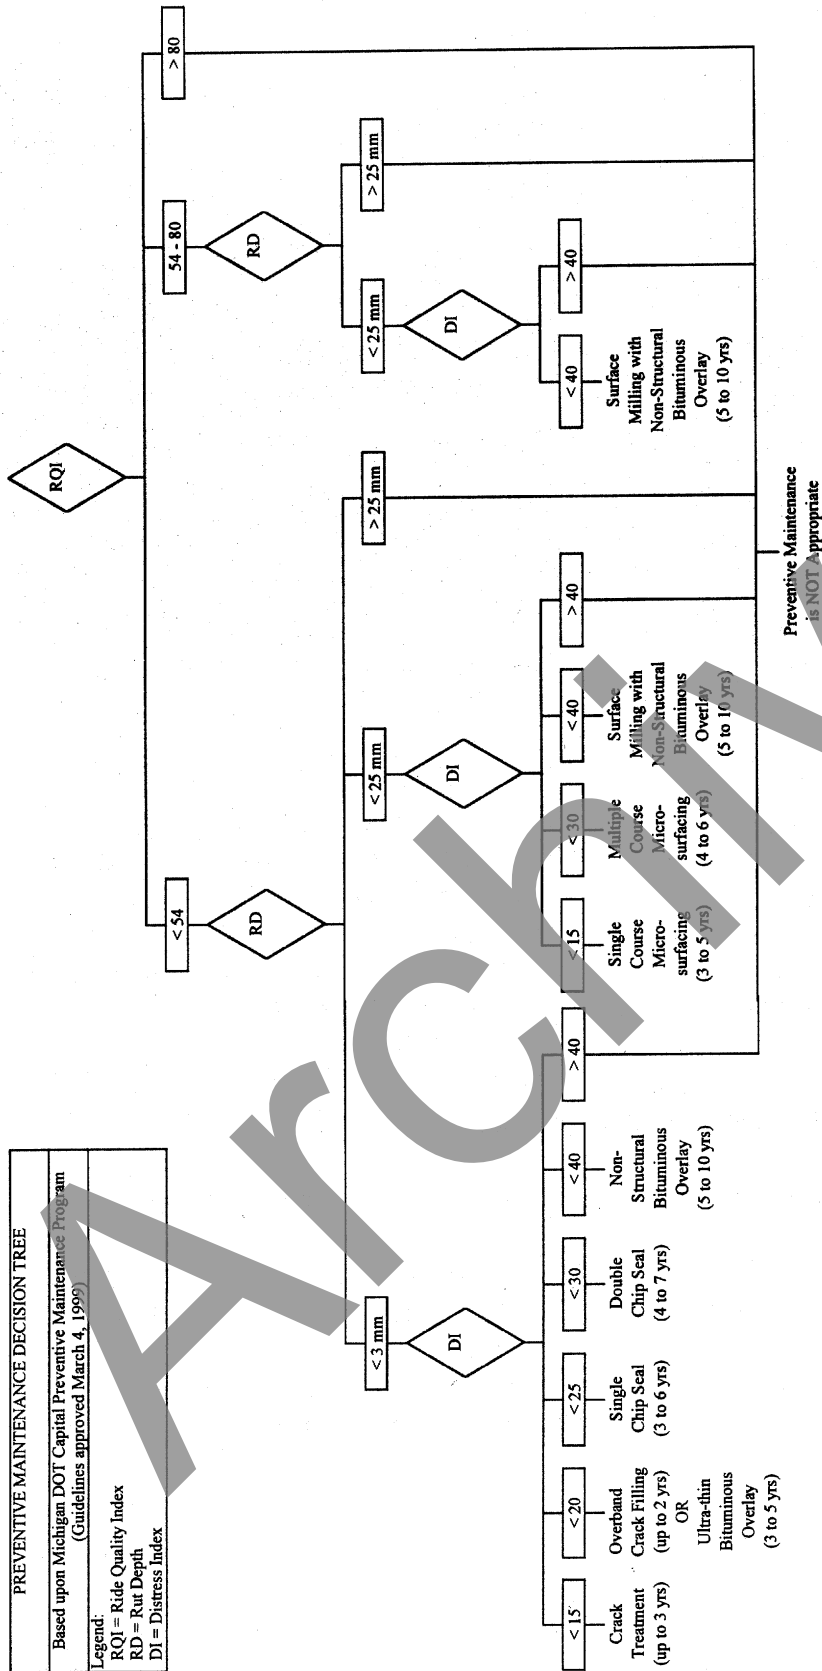 PREVENTIVE MAINTENANCE DECISION TREE
Based upon Michigan DOT Capital Preventive Maintenance Program
(Guidelines approved March 4, 1999)
Legend:
RQI = Ride Quality Index
RD = Rut Depth
DI = Distress Index
RQI
< 54
54 - 80
> 80
RD
RD
< 3 mm
< 25 mm
> 25 mm
< 25 mm
> 25 mm
DI
DI
DI
< 15
Crack
Treatment
(up to 3 yrs)
< 20
Overband
Crack Filling
(up to 2 yrs)
OR
Ultra-thin
Bituminous
Overlay
(3 to 5 yrs)
< 25
Single
Chip Seal
(3 to 6 yrs)
< 30
Double
Chip Seal
(4 to 7 yrs)
< 40
Non-
Structural
Bituminous
Overlay
(5 to 10 yrs)
> 40
< 15
Single
Course
Micro-
surfacing
(3 to 5 yrs)
< 30
Multiple
Course
Micro-
surfacing
(4 to 6 yrs)
< 40
Surface
Milling with
Non-Structural
Bituminous
Overlay
(5 to 10 yrs)
> 40
< 40
Surface
Milling with
Non-Structural
Bituminous
Overlay
(5 to 10 yrs)
> 40
Preventive Maintenance
is NOT Appropriate